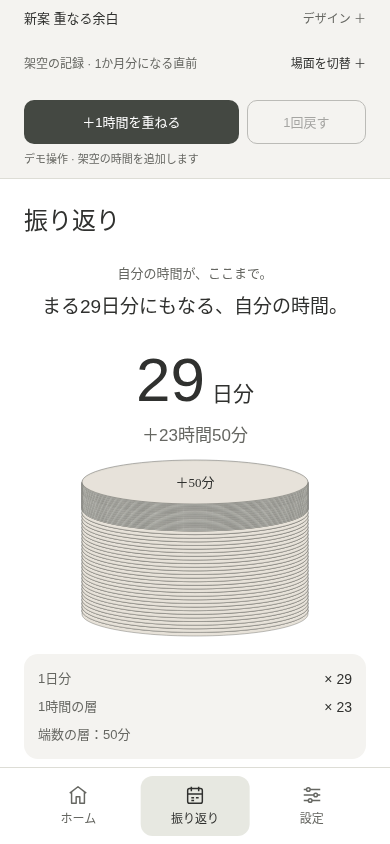 新案 重なる余白
デザイン ＋
架空の記録 · 1か月分になる直前
場面を切替 ＋
＋1時間を重ねる
1回戻す
デモ操作 · 架空の時間を追加します
振り返り
自分の時間が、ここまで。
まる29日分にもなる、自分の時間。
29 日分
＋23時間50分
＋50分
1日分
× 29
1時間の層
× 23
端数の層：50分
ホーム
振り返り
設定